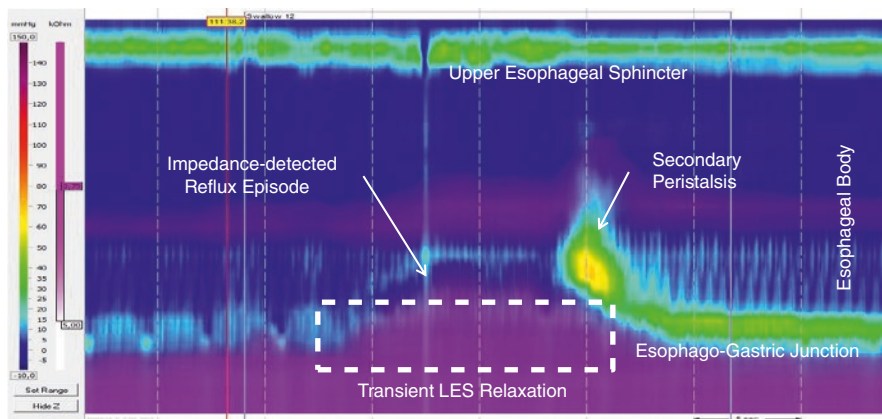 mmHg kOhm
111:38.2
Swallow 12
150,0
140
130
120
110
100
90
80
70
60
50
45
40
35
30
25
20
15
10
5
0
-5
-10,0
5,00
Set Range
Hide Z
Upper Esophageal Sphincter
Impedance-detected
Reflux Episode
Secondary
Peristalsis
Esophageal Body
Esophago-Gastric Junction
Transient LES Relaxation